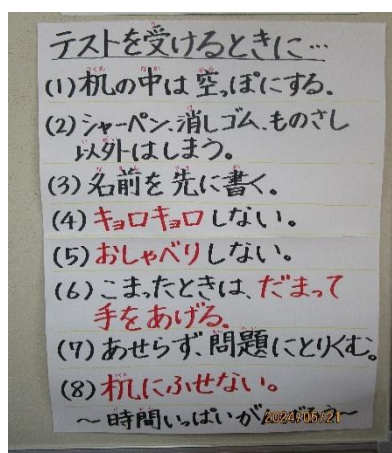 テストを受けるときに…
(1)机の中は空っぽにする.
(2)シャーペン、消しゴム、ものさし
以外はしまう。
(3)名前を先に書く。
(4)キョロキョロしない。
(5)おしゃべりしない。
(6)こまったときは、だまって
手をあげる。
(7)あせらず、問題にとりくむ。
(8)机にふせない。
～時間いっぱいがん
2024/05/21